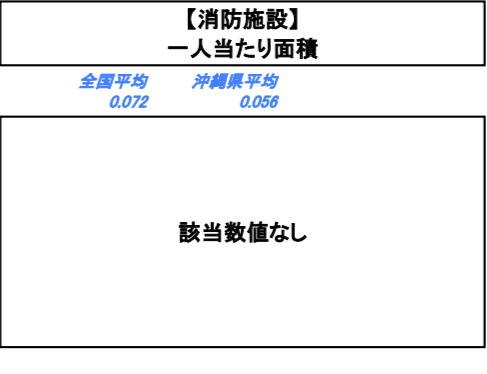 【消防施設】
一人当たり面積
全国平均 沖縄県平均
0.072 0.056
該当数値なし